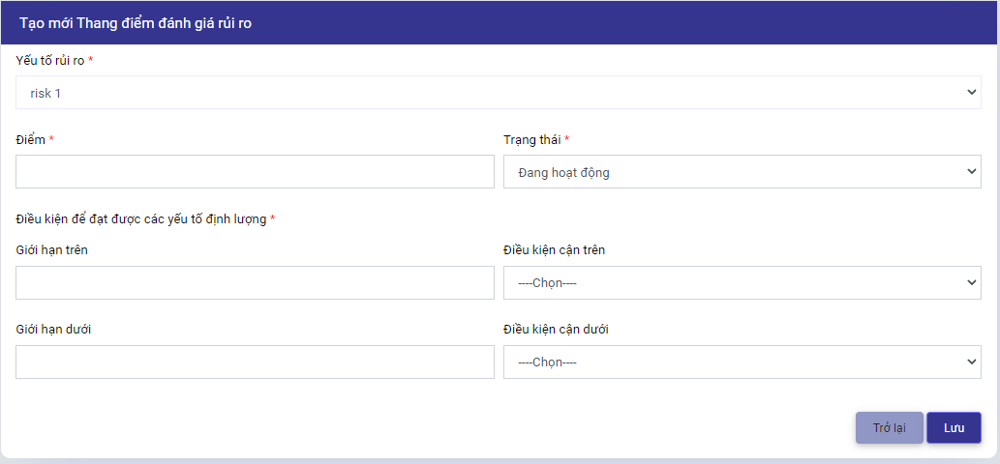 Tạo mới Thang điểm đánh giá rủi ro
Yếu tố rủi ro *
risk 1
Điểm *
Trạng thái *
Đang hoạt động
Điều kiện để đạt được các yếu tố định lượng *
Giới hạn trên
Điều kiện cận trên
----Chọn----
Giới hạn dưới
Điều kiện cận dưới
----Chọn----
Trở lại
Lưu